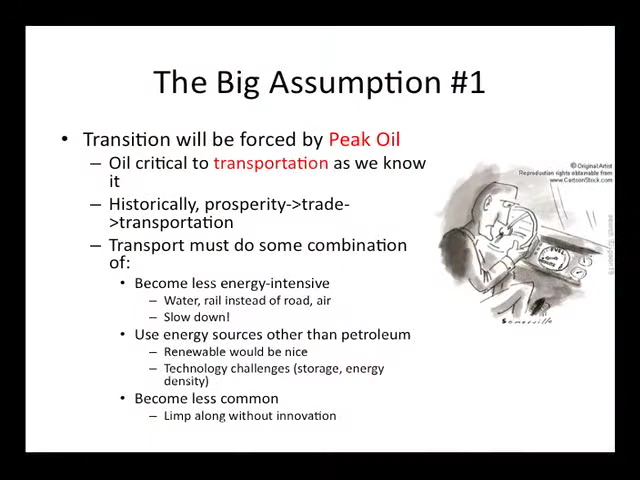 The Big Assumption #1
• Transition will be forced by Peak Oil
– Oil critical to transportation as we know
it
– Historically, prosperity->trade-
>transportation
– Transport must do some combination
of:
• Become less energy-intensive
– Water, rail instead of road, air
– Slow down!
• Use energy sources other than petroleum
– Renewable would be nice
– Technology challenges (storage, energy
density)
• Become less common
– Limp along without innovation
© Original Artist
Reproduction rights obtainable from
www.CartoonStock.com
Somerville